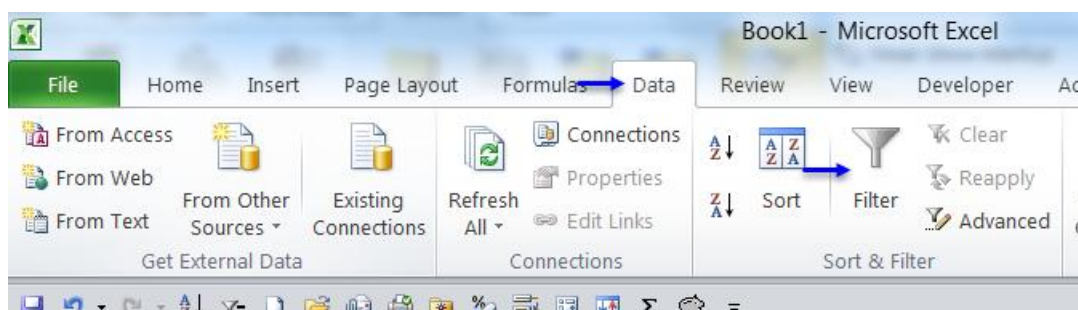 Book1 - Microsoft Excel
File Home Insert Page Layout Formulas Data Review View Developer
From Access
From Web
From Text
From Other
Sources
Existing
Connections
Get External Data
Refresh
All
Connections
Properties
Edit Links
Connections
Sort
Filter
Clear
Reapply
Advanced
Sort & Filter